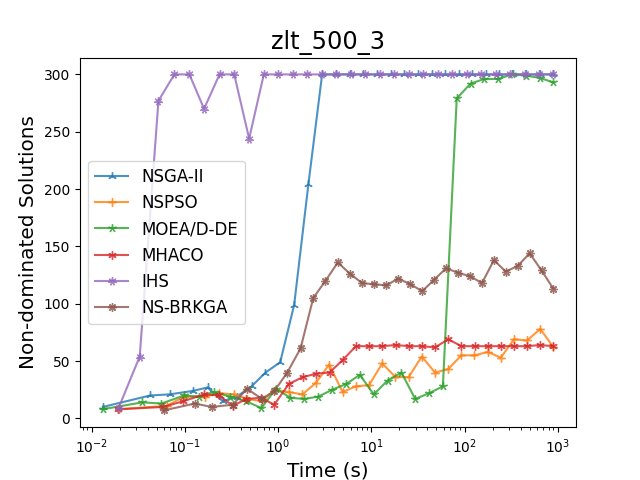 zlt_500_3
Non-dominated Solutions
300
250
200
150
100
50
0
NSGA-II
NSPSO
MOEA/D-DE
MHACO
IHS
NS-BRKGA
10⁻² 10⁻¹ 10⁰ 10¹ 10² 10³
Time (s)